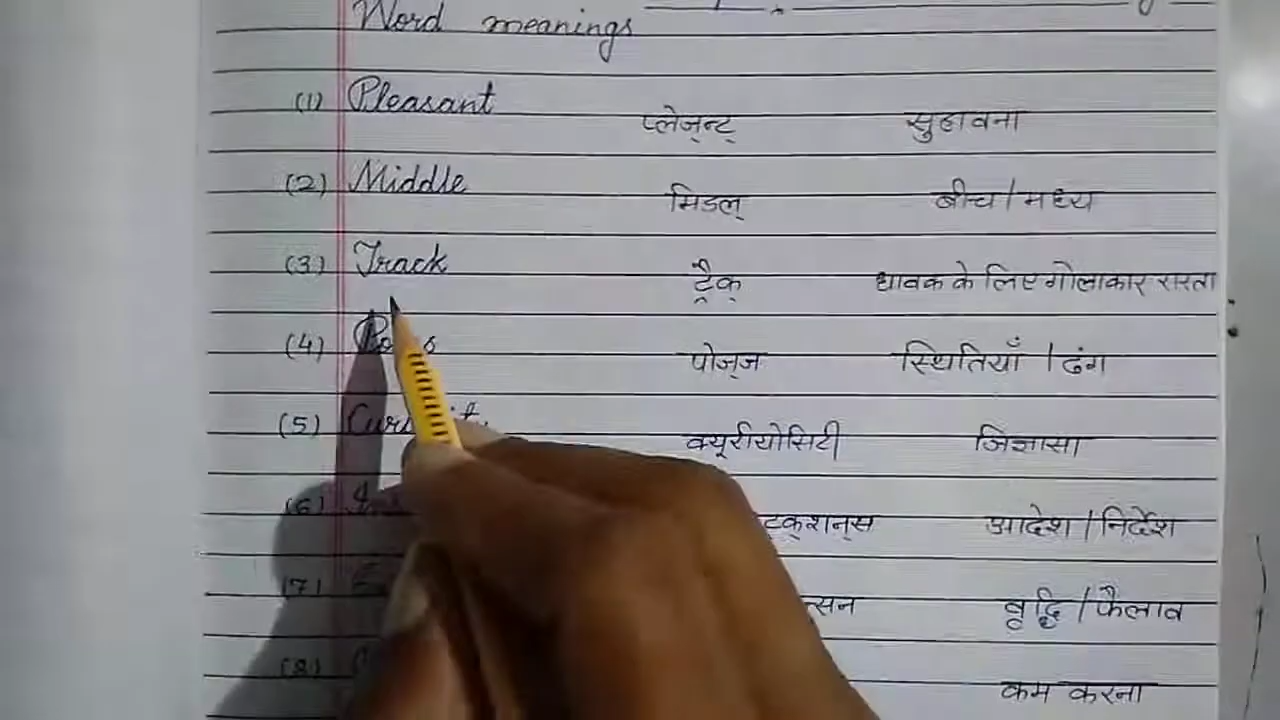 Word meanings
(1) Pleasant प्लेज़्न्ट् सुहावना
(2) Middle मिडल् बीच / मध्य
(3) Track ट्रैक् धावक के लिए गोलाकार रास्ता
(4) पोज़्ज स्थितियाँ / ढंग
(5) क्यूरीयोसिटी जिज्ञासा
(6) आदेश / निर्देश
(7) वृद्धि / फैलाव
(8) कम करना